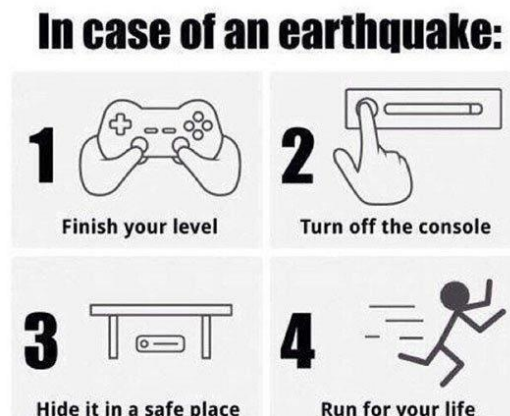 In case of an earthquake:
1
Finish your level
2
Turn off the console
3
Hide it in a safe place
4
Run for your life